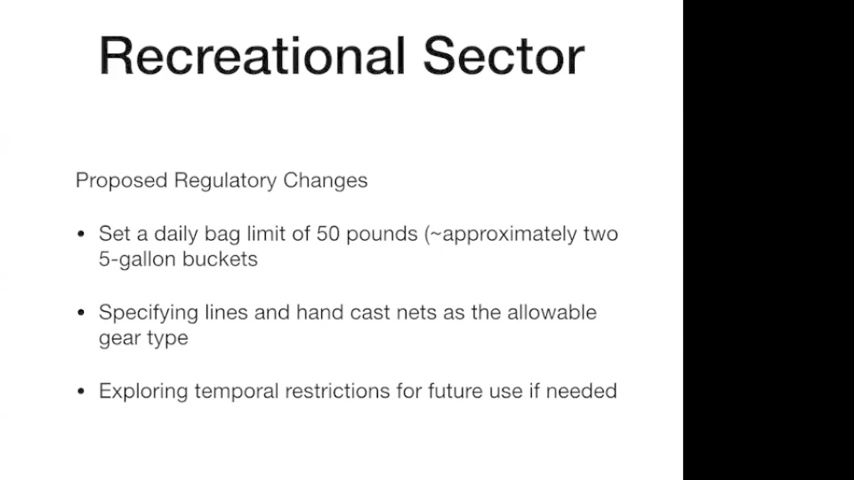 Recreational Sector
Proposed Regulatory Changes
• Set a daily bag limit of 50 pounds (~approximately two
5-gallon buckets
• Specifying lines and hand cast nets as the allowable
gear type
• Exploring temporal restrictions for future use if needed